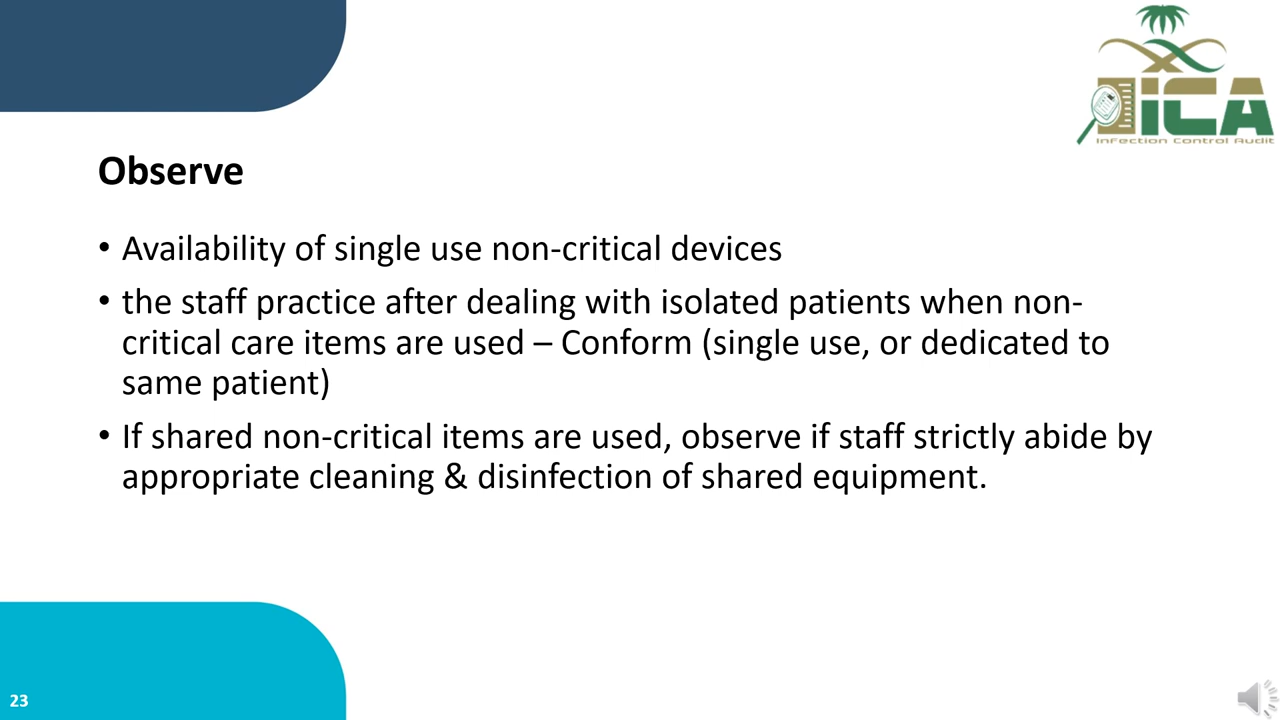 iCA
InFection Control Audit
Observe
• Availability of single use non-critical devices
• the staff practice after dealing with isolated patients when non-
critical care items are used – Conform (single use, or dedicated to
same patient)
• If shared non-critical items are used, observe if staff strictly abide by
appropriate cleaning & disinfection of shared equipment.
23